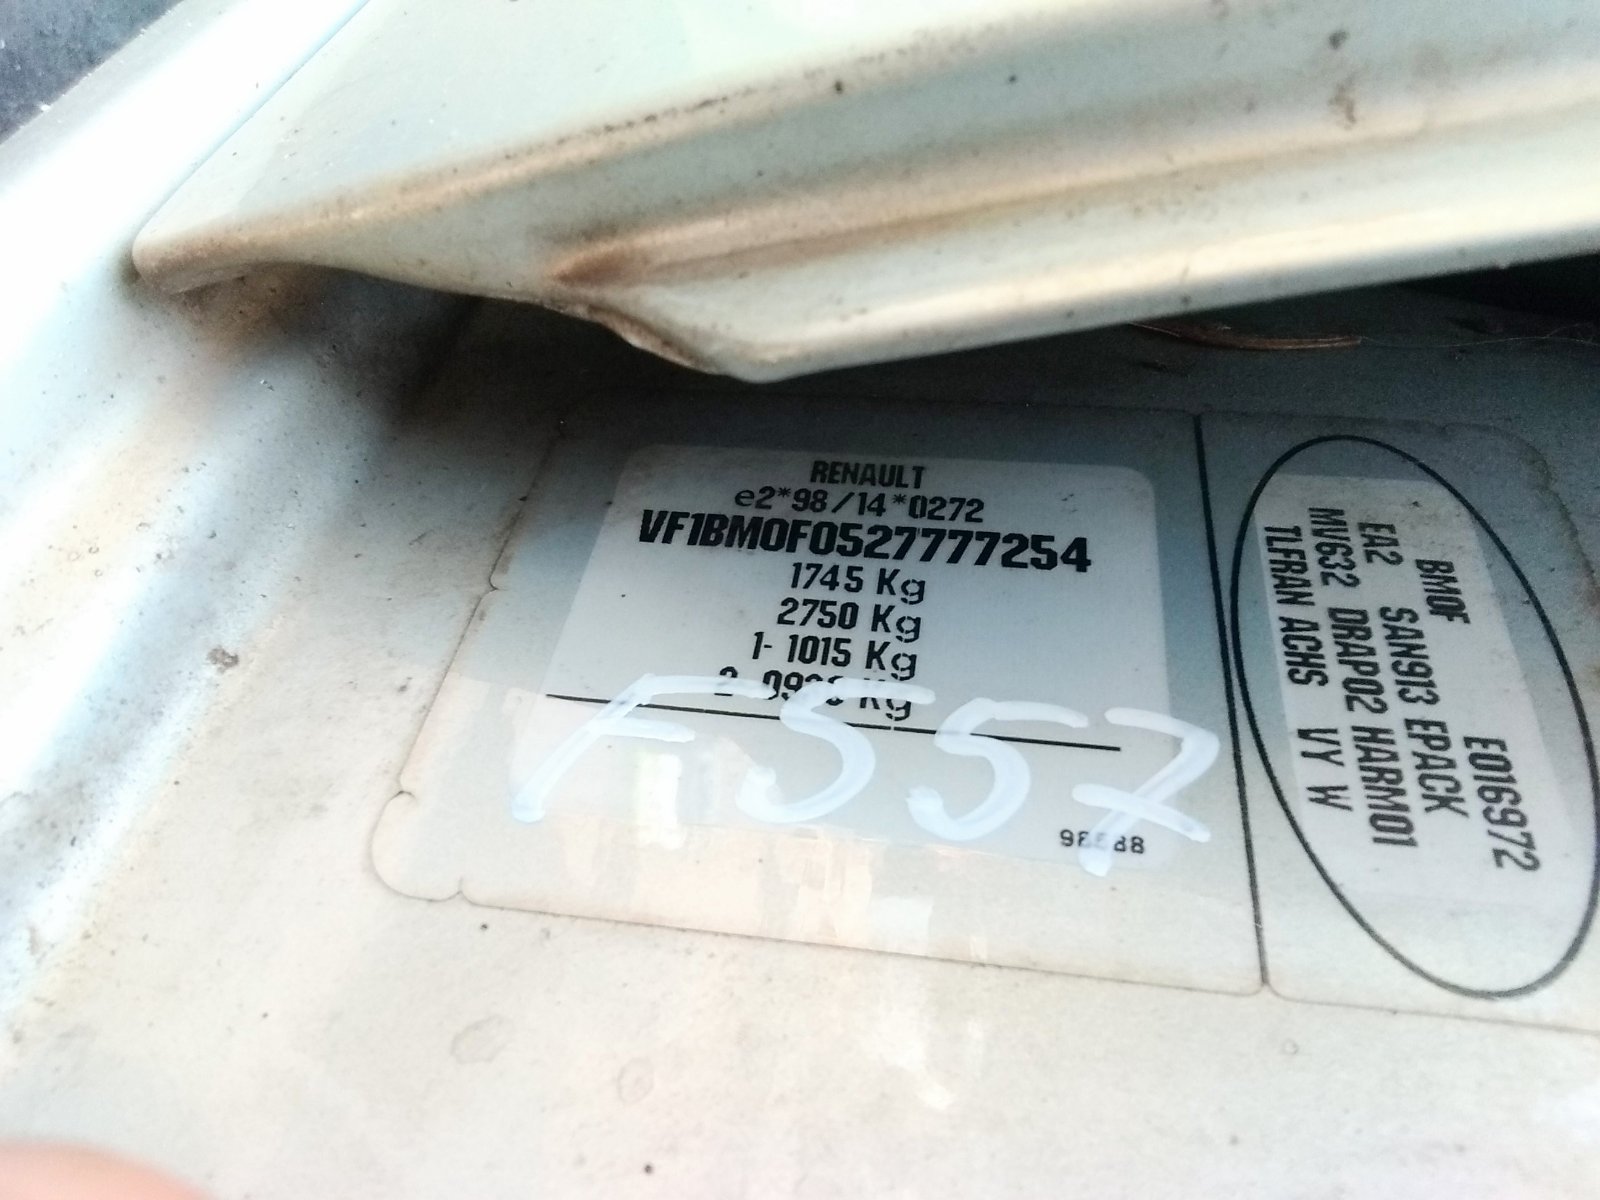 RENAULT
e2*98/14*0272
VF1BM0F0527777254
1745 Kg
2750 Kg
1- 1015 Kg
Kg
F557
BM0F E016972
EA2 SAN913 EPACK
MV632 DRAP02 HARM01
TLFRAN ACHS VY W